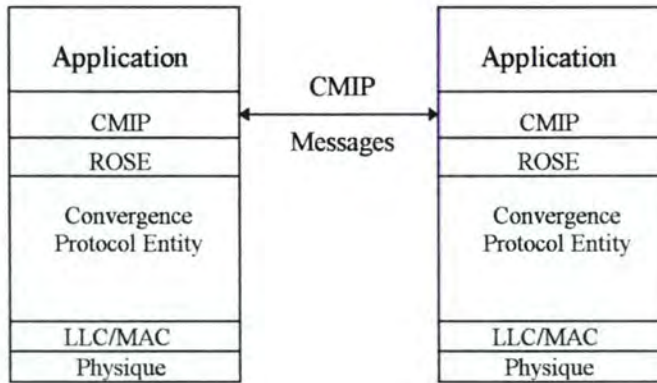 Application
CMIP
ROSE
Convergence
Protocol Entity
LLC/MAC
Physique
CMIP
Messages
Application
CMIP
ROSE
Convergence
Protocol Entity
LLC/MAC
Physique